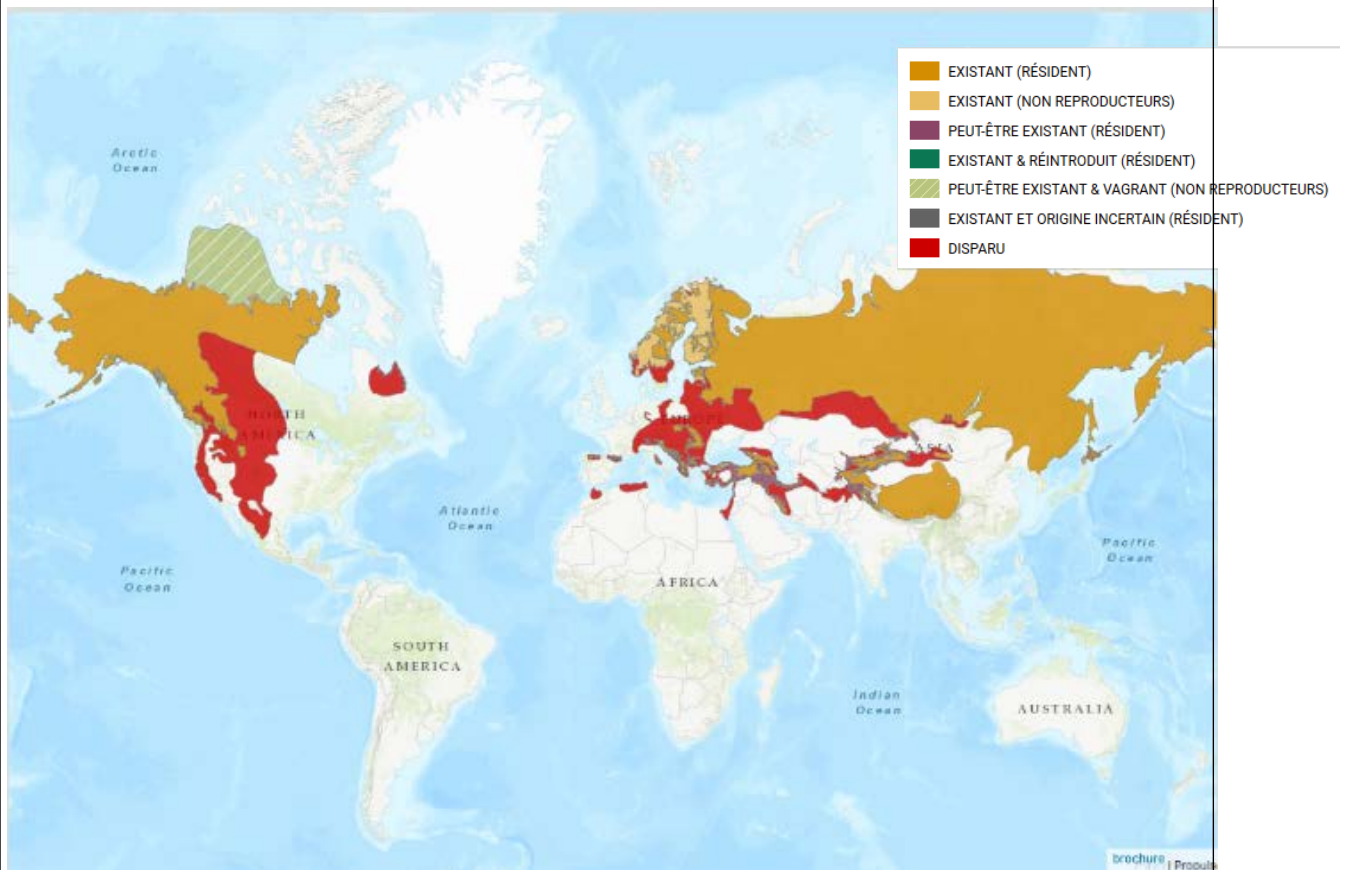 EXISTANT (RÉSIDENT)
EXISTANT (NON REPRODUCTEURS)
PEUT-ÊTRE EXISTANT (RÉSIDENT)
EXISTANT & RÉINTRODUIT (RÉSIDENT)
PEUT-ÊTRE EXISTANT & VAGRANT (NON REPRODUCTEURS)
EXISTANT ET ORIGINE INCERTAIN (RÉSIDENT)
DISPARU
Arctic
Ocean
NORTH
AMERICA
EUROPE
ASIA
Atlantic
Ocean
Pacific
Ocean
Pacific
Ocean
AFRICA
SOUTH
AMERICA
Indian
Ocean
AUSTRALIA
brochure | Propuls